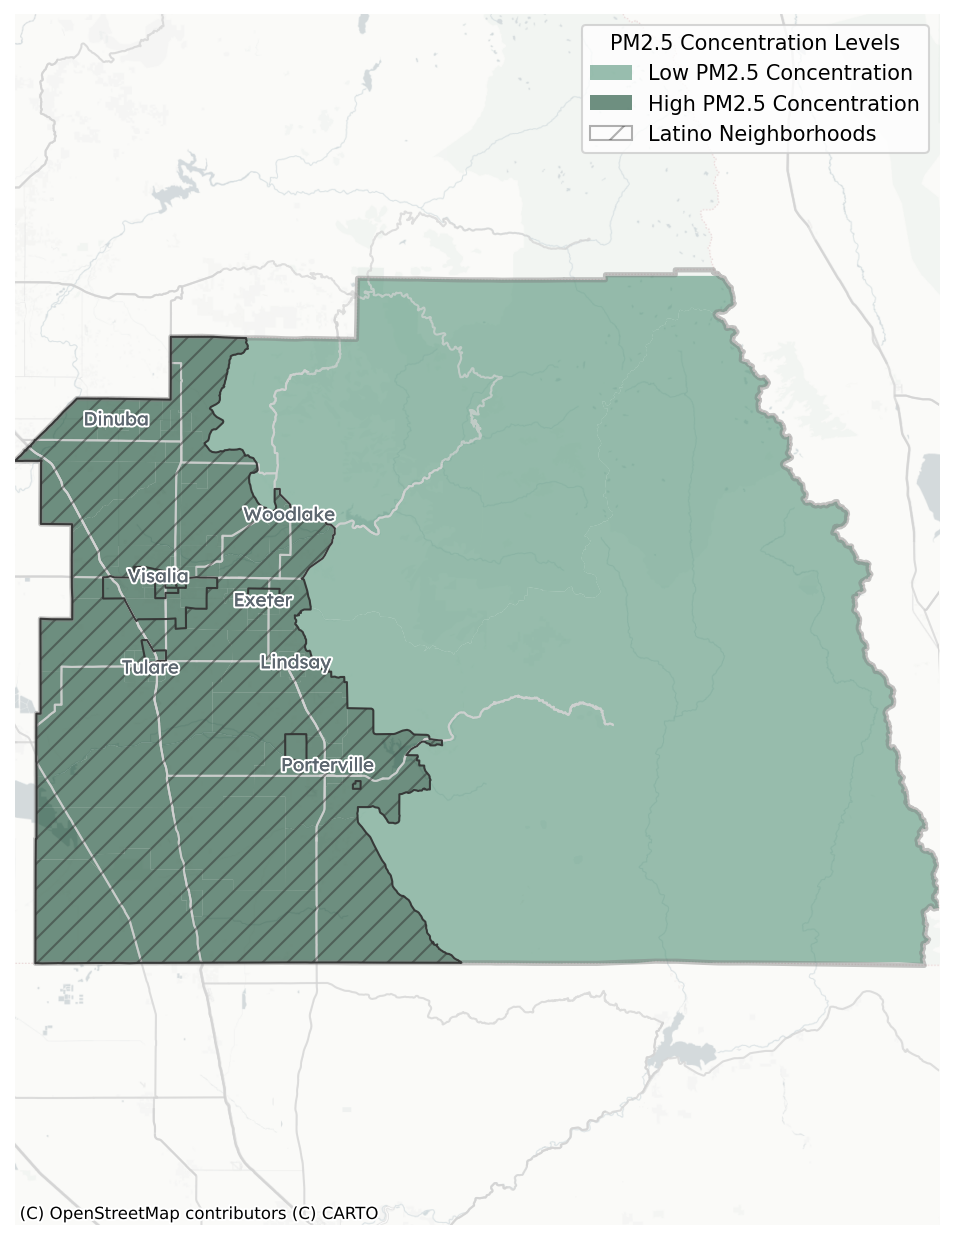 PM2.5 Concentration Levels
Low PM2.5 Concentration
High PM2.5 Concentration
Latino Neighborhoods
Dinuba
Woodlake
Visalia
Exeter
Tulare
Lindsay
Porterville
(C) OpenStreetMap contributors (C) CARTO